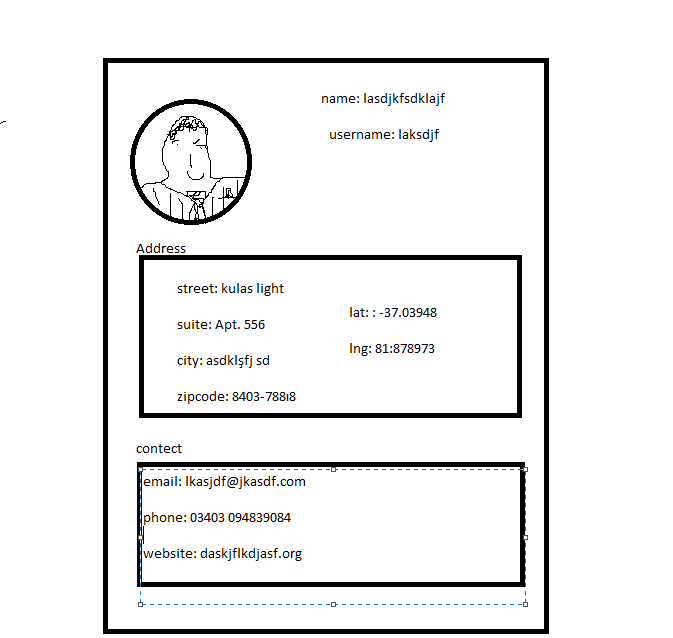 name: lasdjkfsdklajf
username: laksdjf
Address
street: kulas light
suite: Apt. 556
city: asdklşfj sd
zipcode: 8403-788ı8
lat: : -37.03948
lng: 81:878973
contect
email: lkasjdf@jkasdf.com
phone: 03403 094839084
website: daskjflkdjasf.org